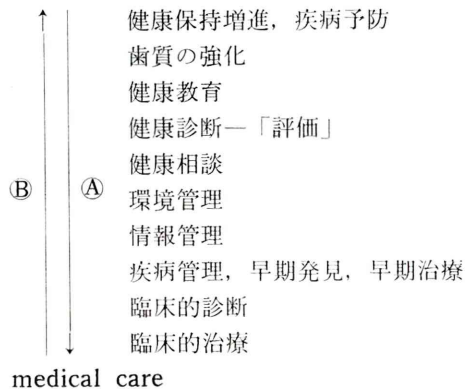 健康保持増進，疾病予防
歯質の強化
健康教育
健康診断―「評価」
健康相談
Ⓑ Ⓐ 環境管理
情報管理
疾病管理，早期発見，早期治療
臨床的診断
臨床的治療
medical care